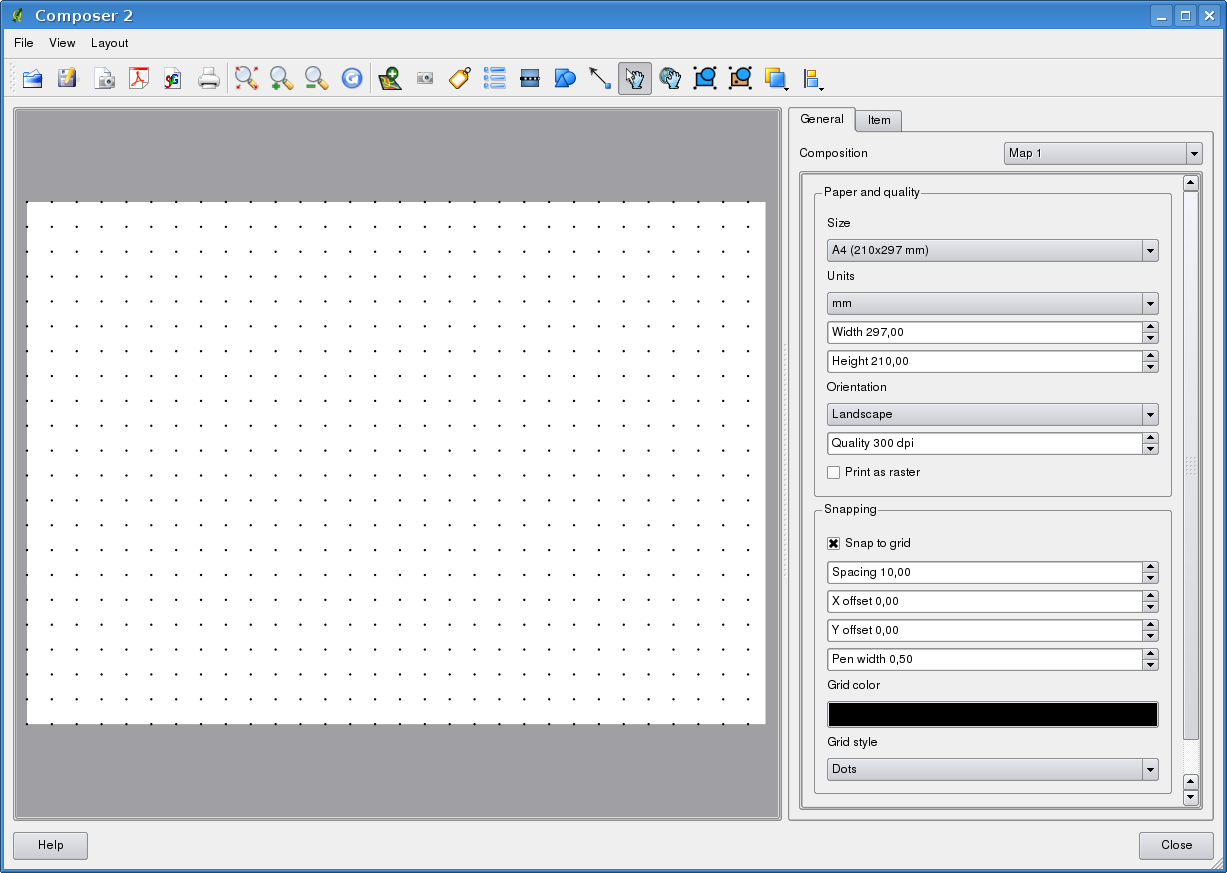 Composer 2
File View Layout
General Item
Composition Map 1
Paper and quality
Size
A4 (210x297 mm)
Units
mm
Width 297,00
Height 210,00
Orientation
Landscape
Quality 300 dpi
Print as raster
Snapping
Snap to grid
Spacing 10,00
X offset 0,00
Y offset 0,00
Pen width 0,50
Grid color
Grid style
Dots
Help Close